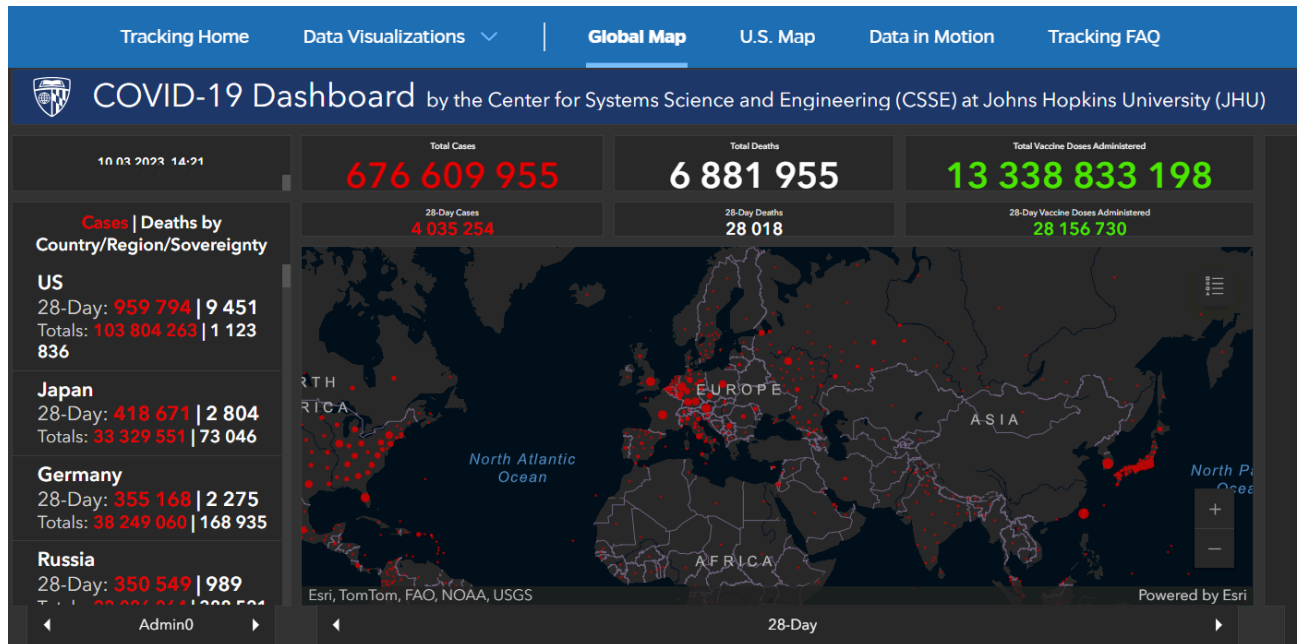 Tracking Home Data Visualizations Global Map U.S. Map Data in Motion Tracking FAQ
COVID-19 Dashboard by the Center for Systems Science and Engineering (CSSE) at Johns Hopkins University (JHU)
10.03.2023, 14:21
Cases | Deaths by
Country/Region/Sovereignty
US
28-Day: 959 794 | 9 451
Totals: 103 804 263 | 1 123
836
Japan
28-Day: 418 671 | 2 804
Totals: 33 329 551 | 73 046
Germany
28-Day: 355 168 | 2 275
Totals: 38 249 060 | 168 935
Russia
28-Day: 350 549 | 989
Admin0
Total Cases
676 609 955
Total Deaths
6 881 955
Total Vaccine Doses Administered
13 338 833 198
28-Day Cases
4 035 254
28-Day Deaths
28 018
28-Day Vaccine Doses Administered
28 156 730
RTH
RICA
EUROPE
ASIA
North Atlantic
Ocean
North Pa
Ocea
AFRICA
Esri, TomTom, FAO, NOAA, USGS
Powered by Esri
28-Day